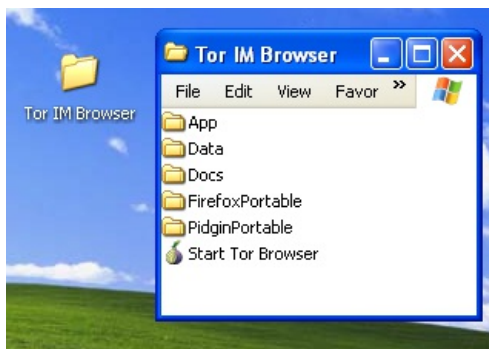 Tor IM Browser
Tor IM Browser
File Edit View Favor »
App
Data
Docs
FirefoxPortable
PidginPortable
Start Tor Browser